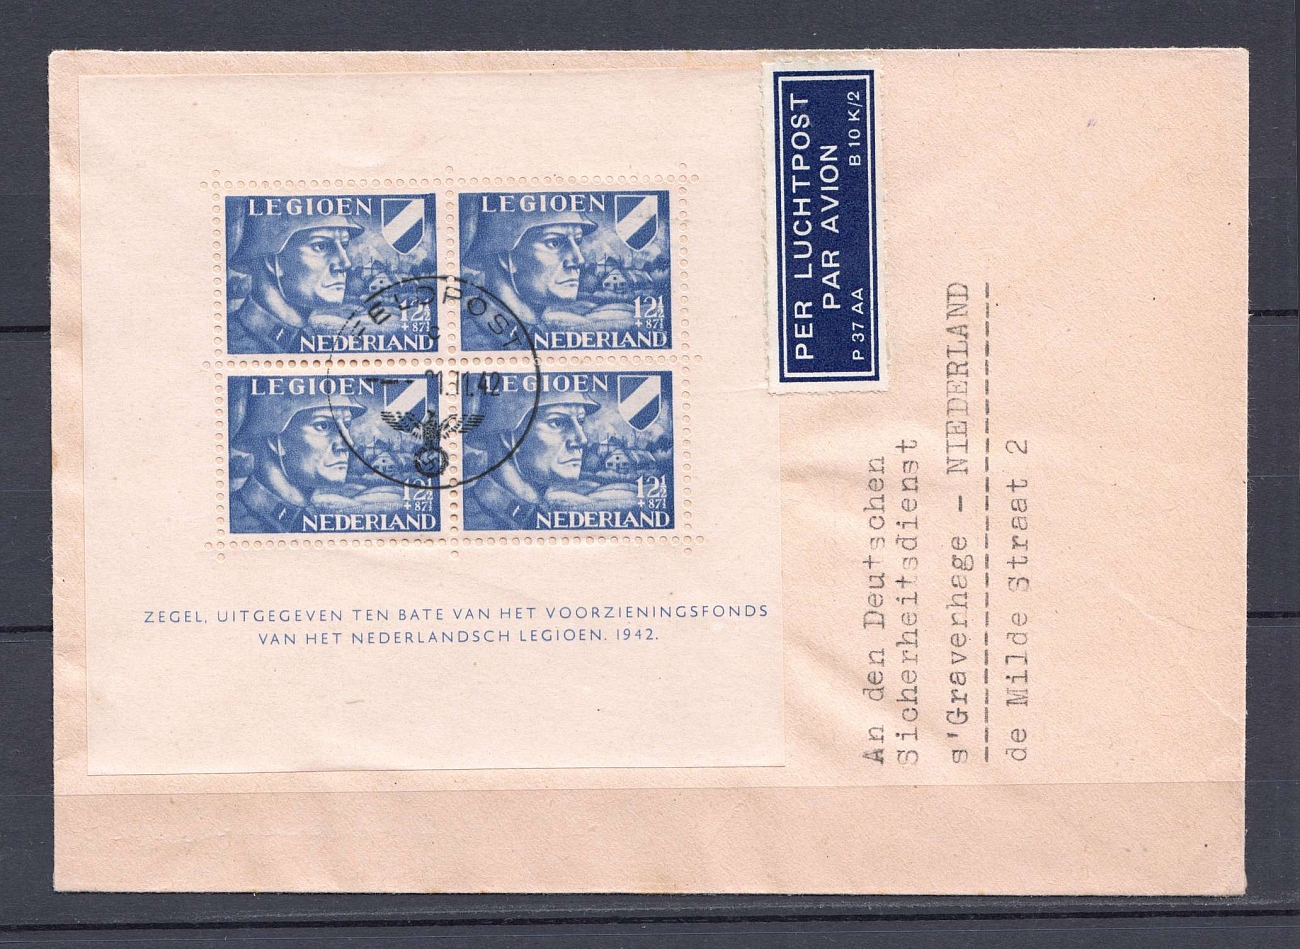 LEGIOEN
12½
+ 87½
NEDERLAND
LEGIOEN
12½
+ 87½
NEDERLAND
LEGIOEN
12½
+ 87½
NEDERLAND
LEGIOEN
12½
+ 87½
NEDERLAND
FELDPOST
.11.42
ZEGEL, UITGEGEVEN TEN BATE VAN HET VOORZIENINGSFONDS
VAN HET NEDERLANDSCH LEGIOEN. 1942.
PER LUCHTPOST
PAR AVION
P 37 AA B 10 K/2
An den Deutschen
Sicherheitsdienst
s'Gravenhage - NIEDERLAND
de Milde Straat 2